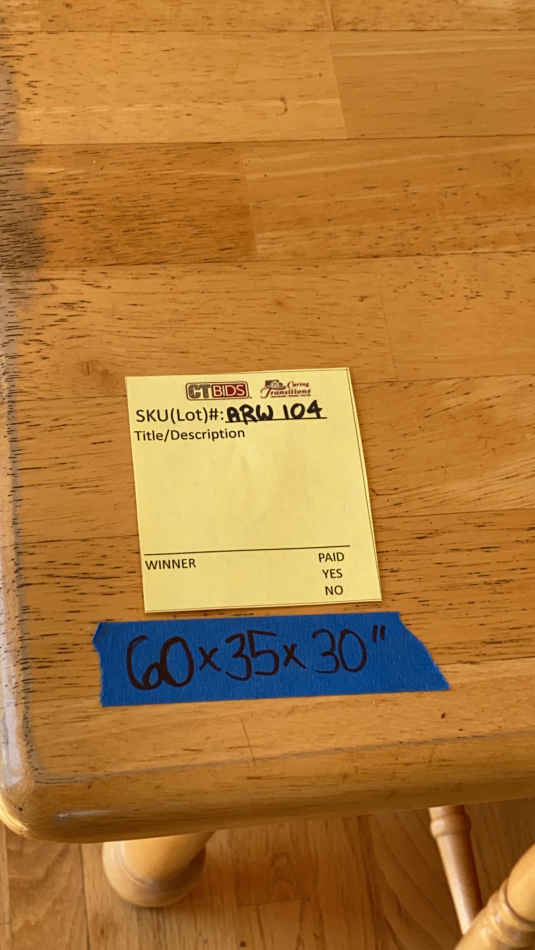 CTBIDS Caring Transitions
SKU(Lot)#: ARW 104
Title/Description
WINNER PAID
YES
NO
60x35x30"